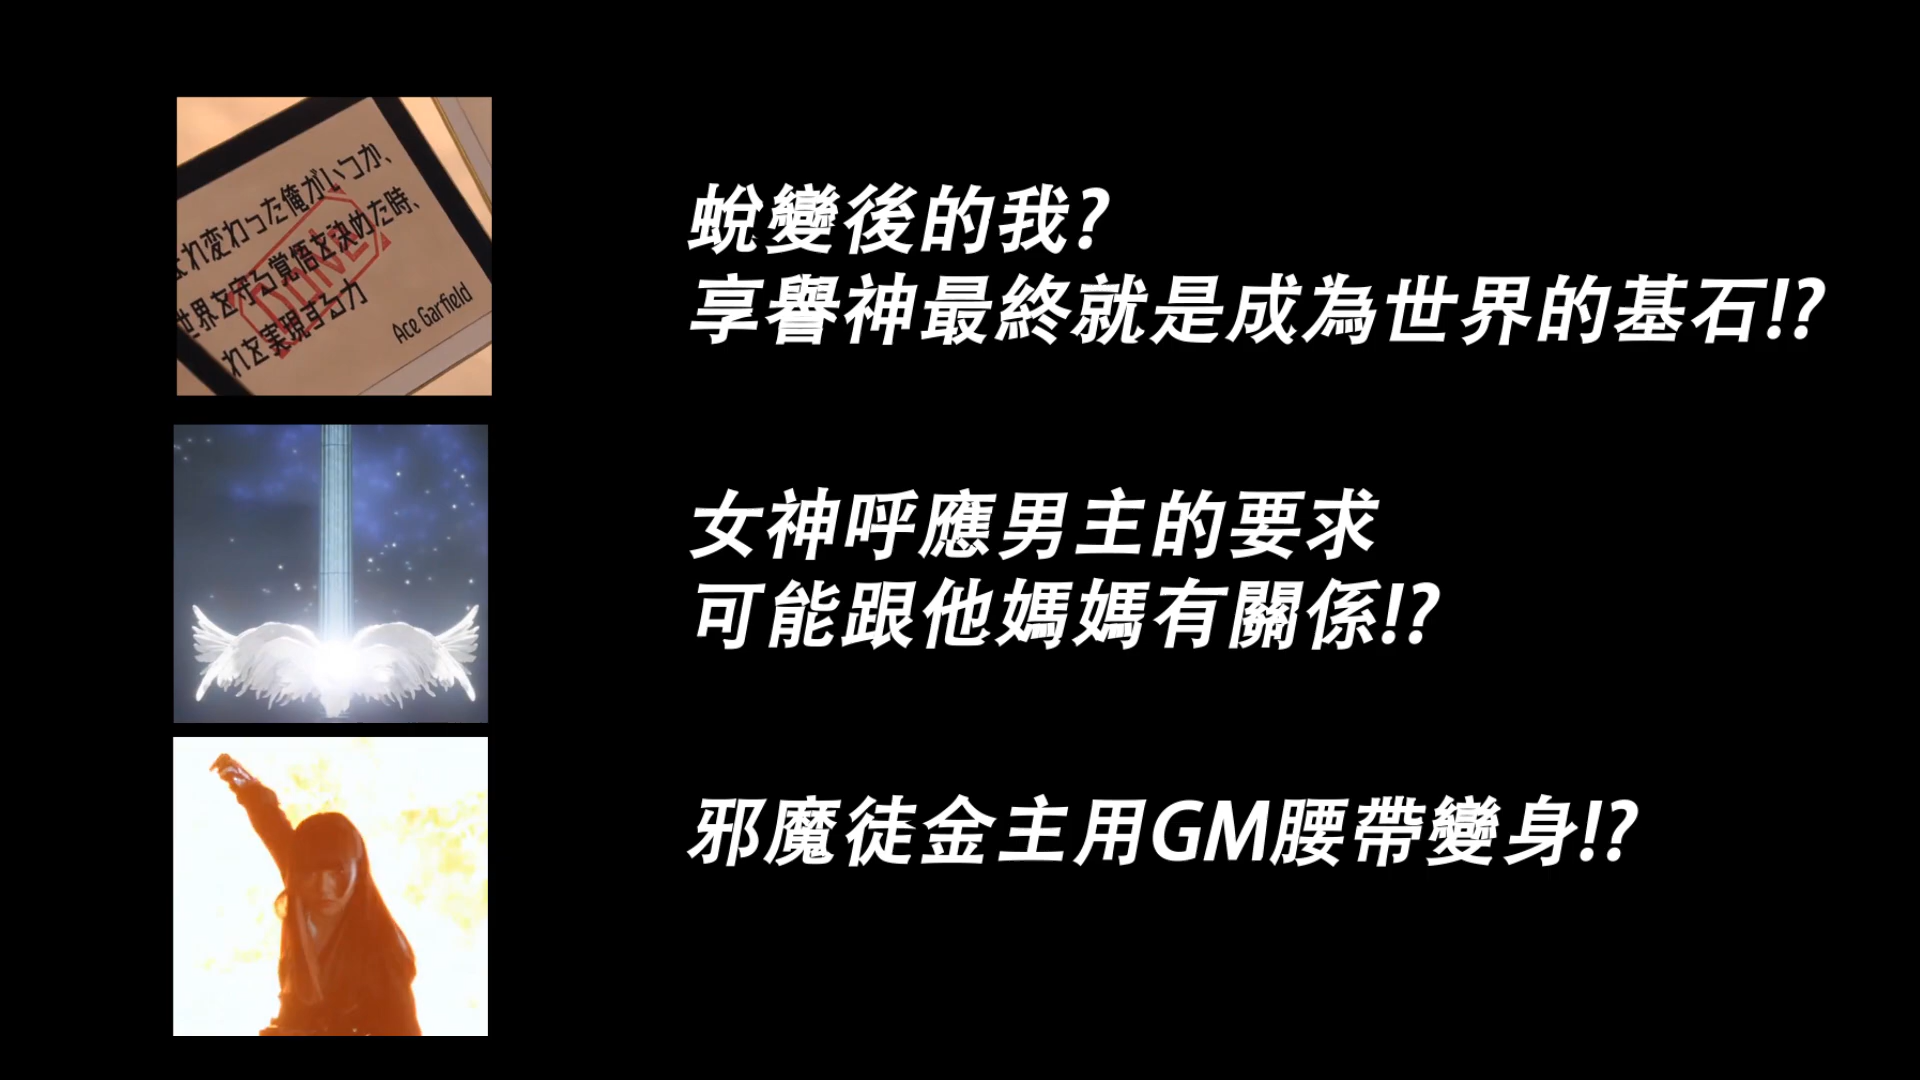 れ変わった俺がいつか、
世界を守る覚悟を決めた時、
れを実現する力
Ace Garfield
蛻變後的我?
享譽神最終就是成為世界的基石!?
女神呼應男主的要求
可能跟他媽媽有關係!?
邪魔徒金主用GM腰帶變身!?